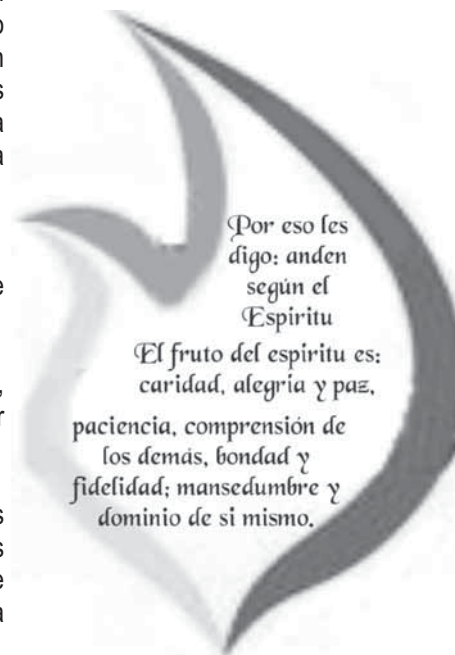 Por eso les
digo: anden
según el
Espiritu
El fruto del espiritu es:
caridad, alegria y paz,
paciencia, comprensión de
los demás, bondad y
fidelidad; mansedumbre y
dominio de si mismo.